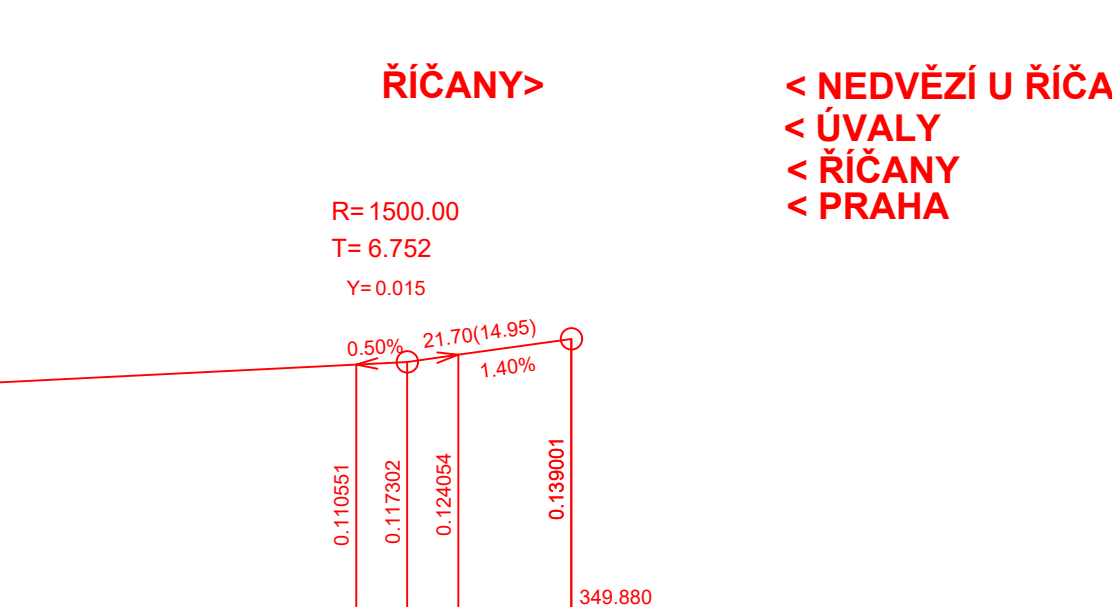 ŘÍČANY>
< NEDVĚZÍ U ŘÍČA
< ÚVALY
< ŘÍČANY
< PRAHA
R= 1500.00
T= 6.752
Y= 0.015
0.50%
21.70(14.95)
1.40%
0.110551
0.117302
0.124054
0.139001
349.880